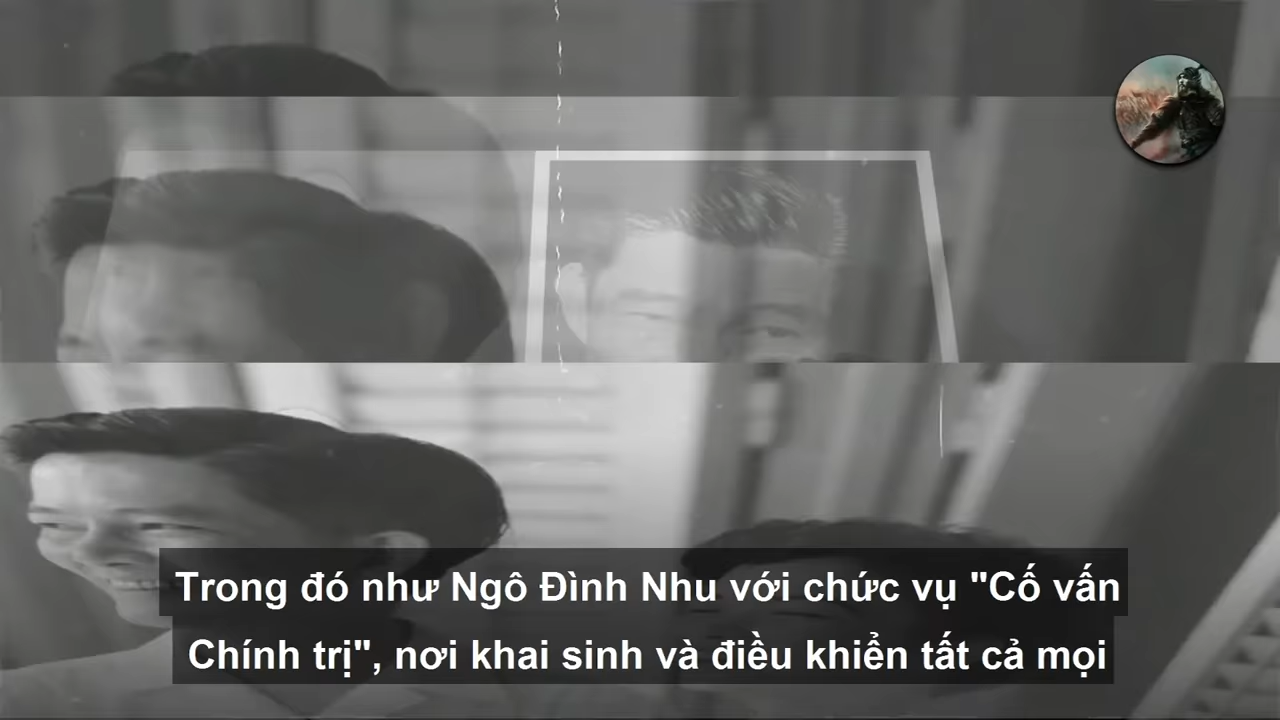 Trong đó như Ngô Đình Nhu với chức vụ "Cố vấn
Chính trị", nơi khai sinh và điều khiển tất cả mọi